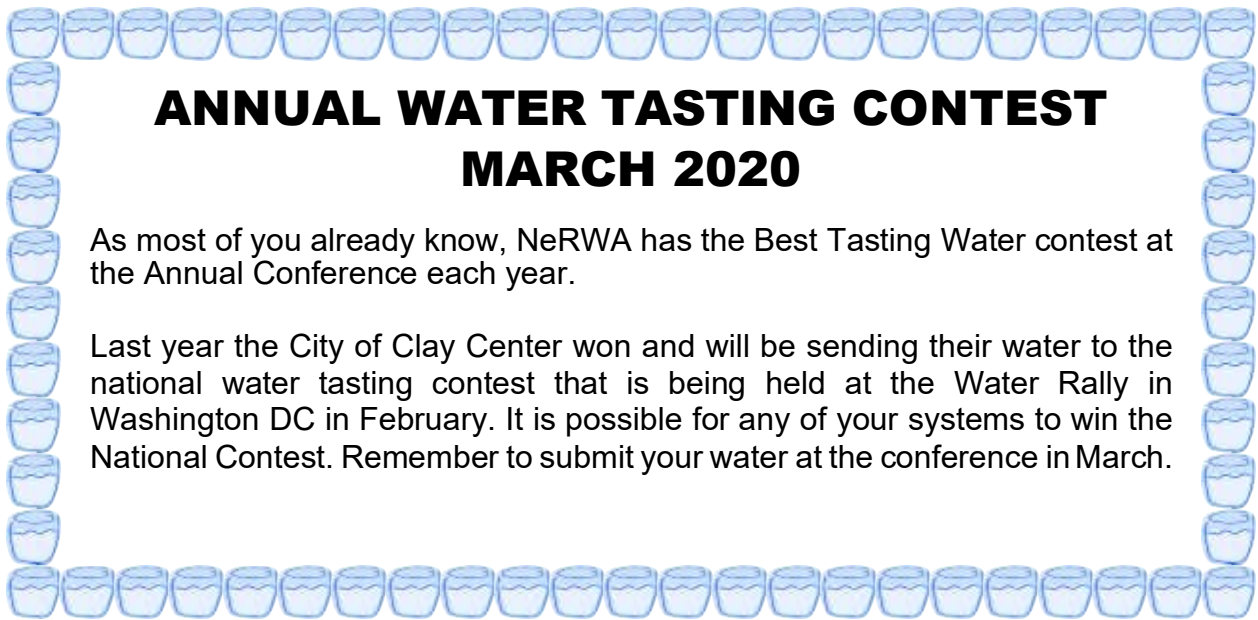 ANNUAL WATER TASTING CONTEST
MARCH 2020
As most of you already know, NeRWA has the Best Tasting Water contest at
the Annual Conference each year.
Last year the City of Clay Center won and will be sending their water to the
national water tasting contest that is being held at the Water Rally in
Washington DC in February. It is possible for any of your systems to win the
National Contest. Remember to submit your water at the conference in March.